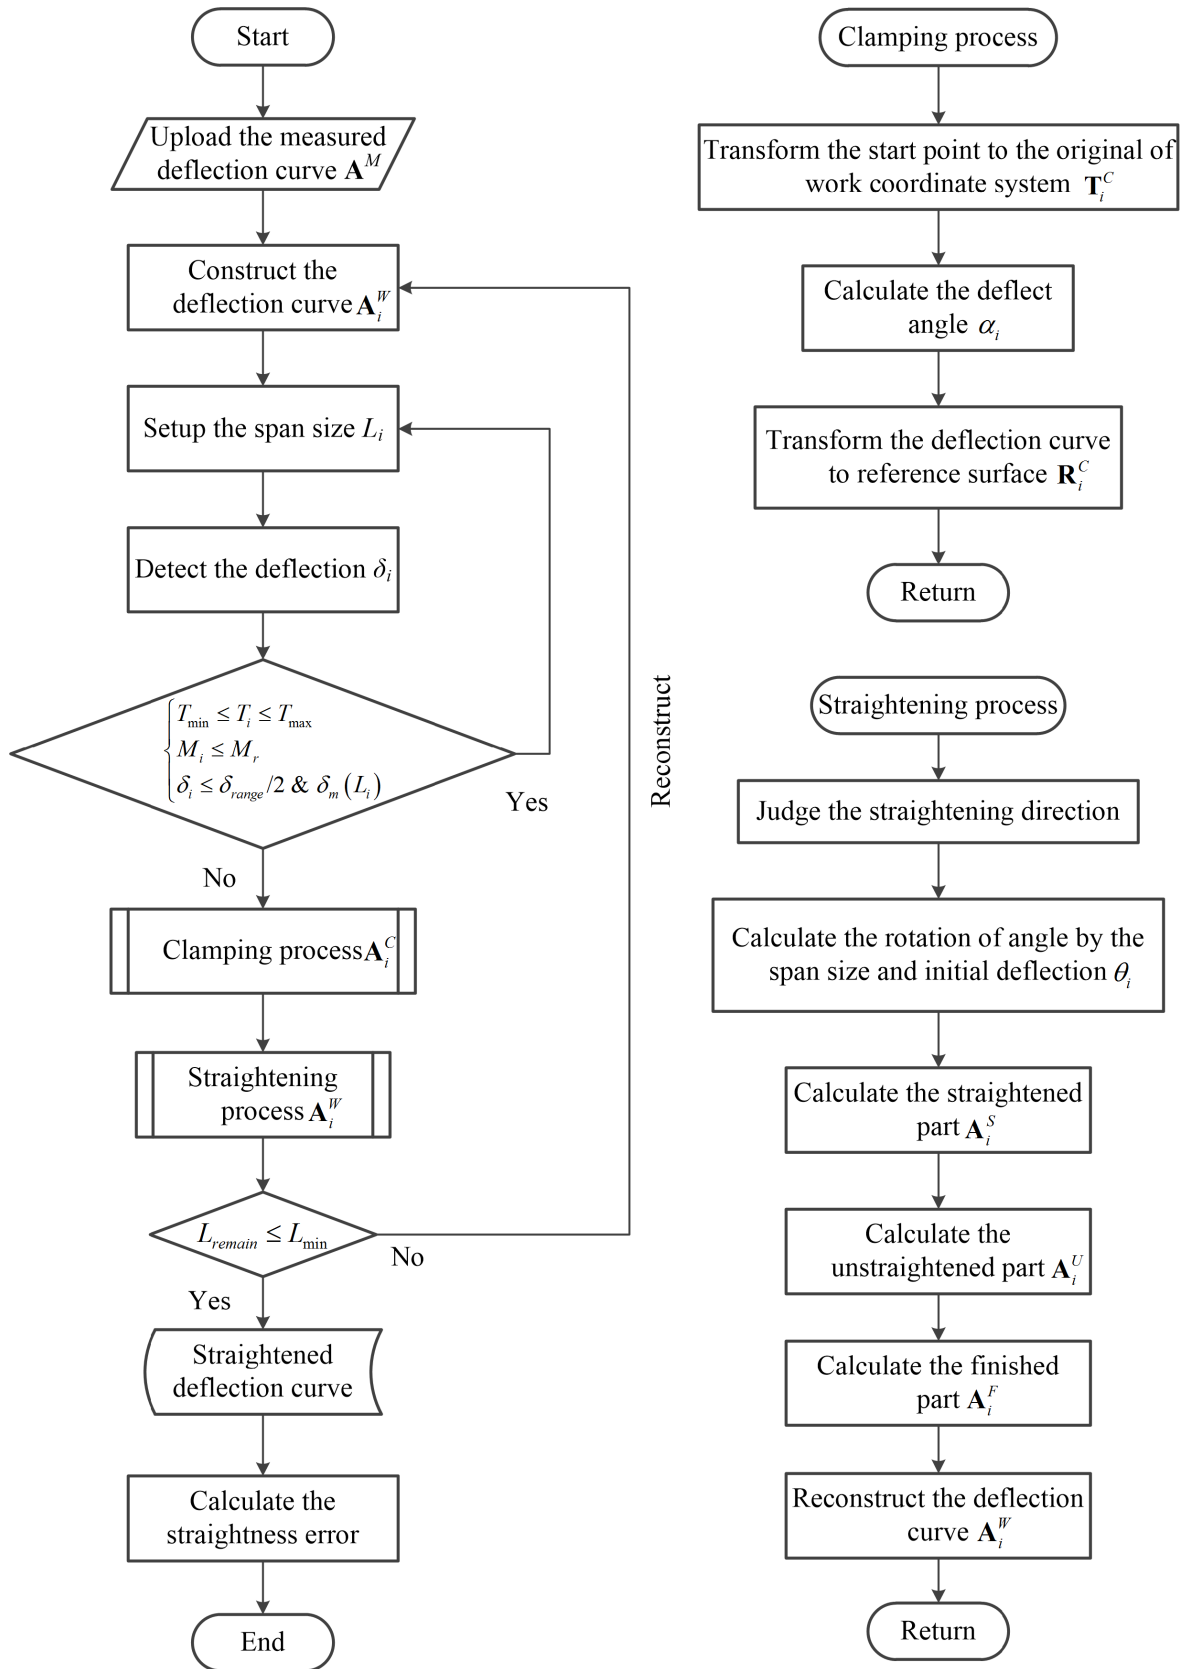 Start
Upload the measured
deflection curve A^M
Construct the
deflection curve A_i^W
Setup the span size L_i
Detect the deflection δ_i
T_min ≤ T_i ≤ T_max
M_i ≤ M_r
δ_i ≤ δ_range/2 & δ_m(L_i)
Yes
No
Clamping process A_i^C
Straightening
process A_i^W
L_remain ≤ L_min
No
Yes
Reconstruct
Straightened
deflection curve
Calculate the
straightness error
End
Clamping process
Transform the start point to the original of
work coordinate system T_i^C
Calculate the deflect
angle α_i
Transform the deflection curve
to reference surface R_i^C
Return
Straightening process
Judge the straightening direction
Calculate the rotation of angle by the
span size and initial deflection θ_i
Calculate the straightened
part A_i^S
Calculate the
unstraightened part A_i^U
Calculate the finished
part A_i^F
Reconstruct the deflection
curve A_i^W
Return